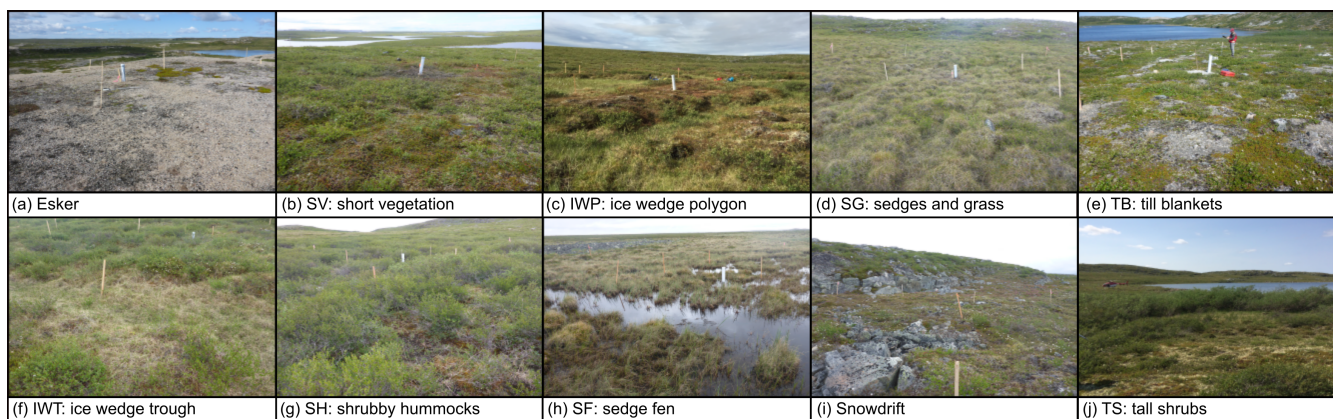 (a) Esker
(b) SV: short vegetation
(c) IWP: ice wedge polygon
(d) SG: sedges and grass
(e) TB: till blankets
(f) IWT: ice wedge trough
(g) SH: shrubby hummocks
(h) SF: sedge fen
(i) Snowdrift
(j) TS: tall shrubs